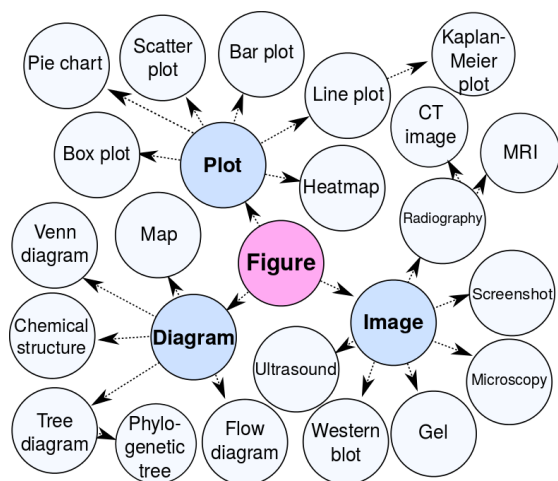 Kaplan-
Meier
plot
Scatter
plot
Bar plot
Pie chart
Line plot
CT
image
MRI
Box plot
Plot
Heatmap
Radiography
Venn
diagram
Map
Figure
Screenshot
Chemical
structure
Diagram
Image
Ultrasound
Microscopy
Tree
diagram
Phylo-
genetic
tree
Flow
diagram
Western
blot
Gel